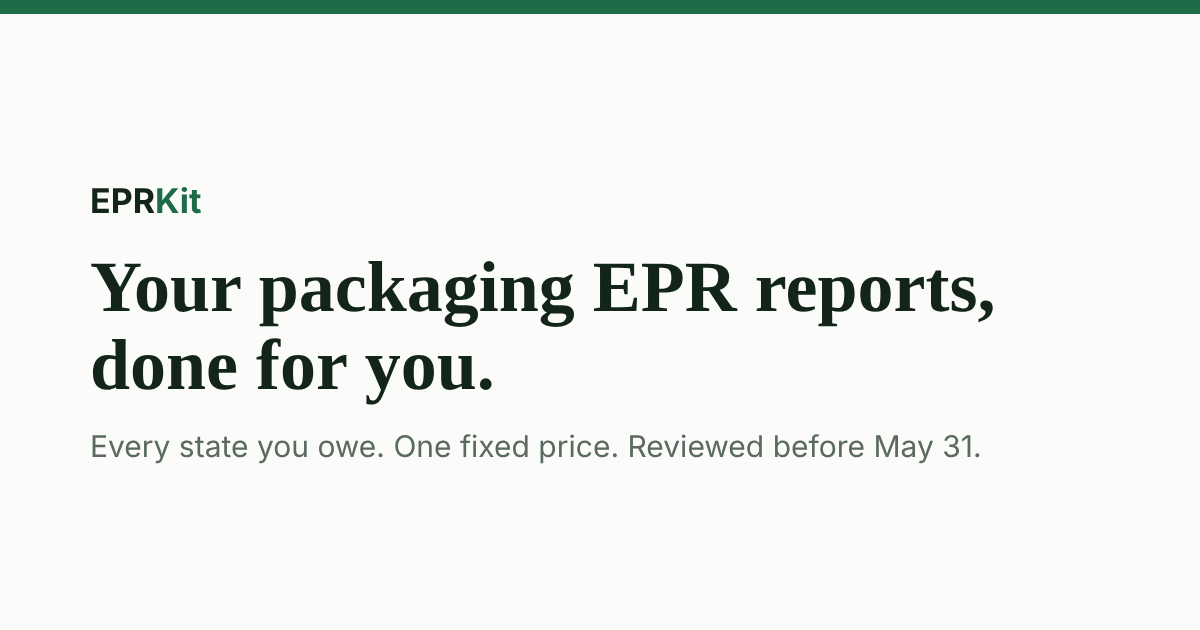 EPRKit
Your packaging EPR reports,
done for you.
Every state you owe. One fixed price. Reviewed before May 31.